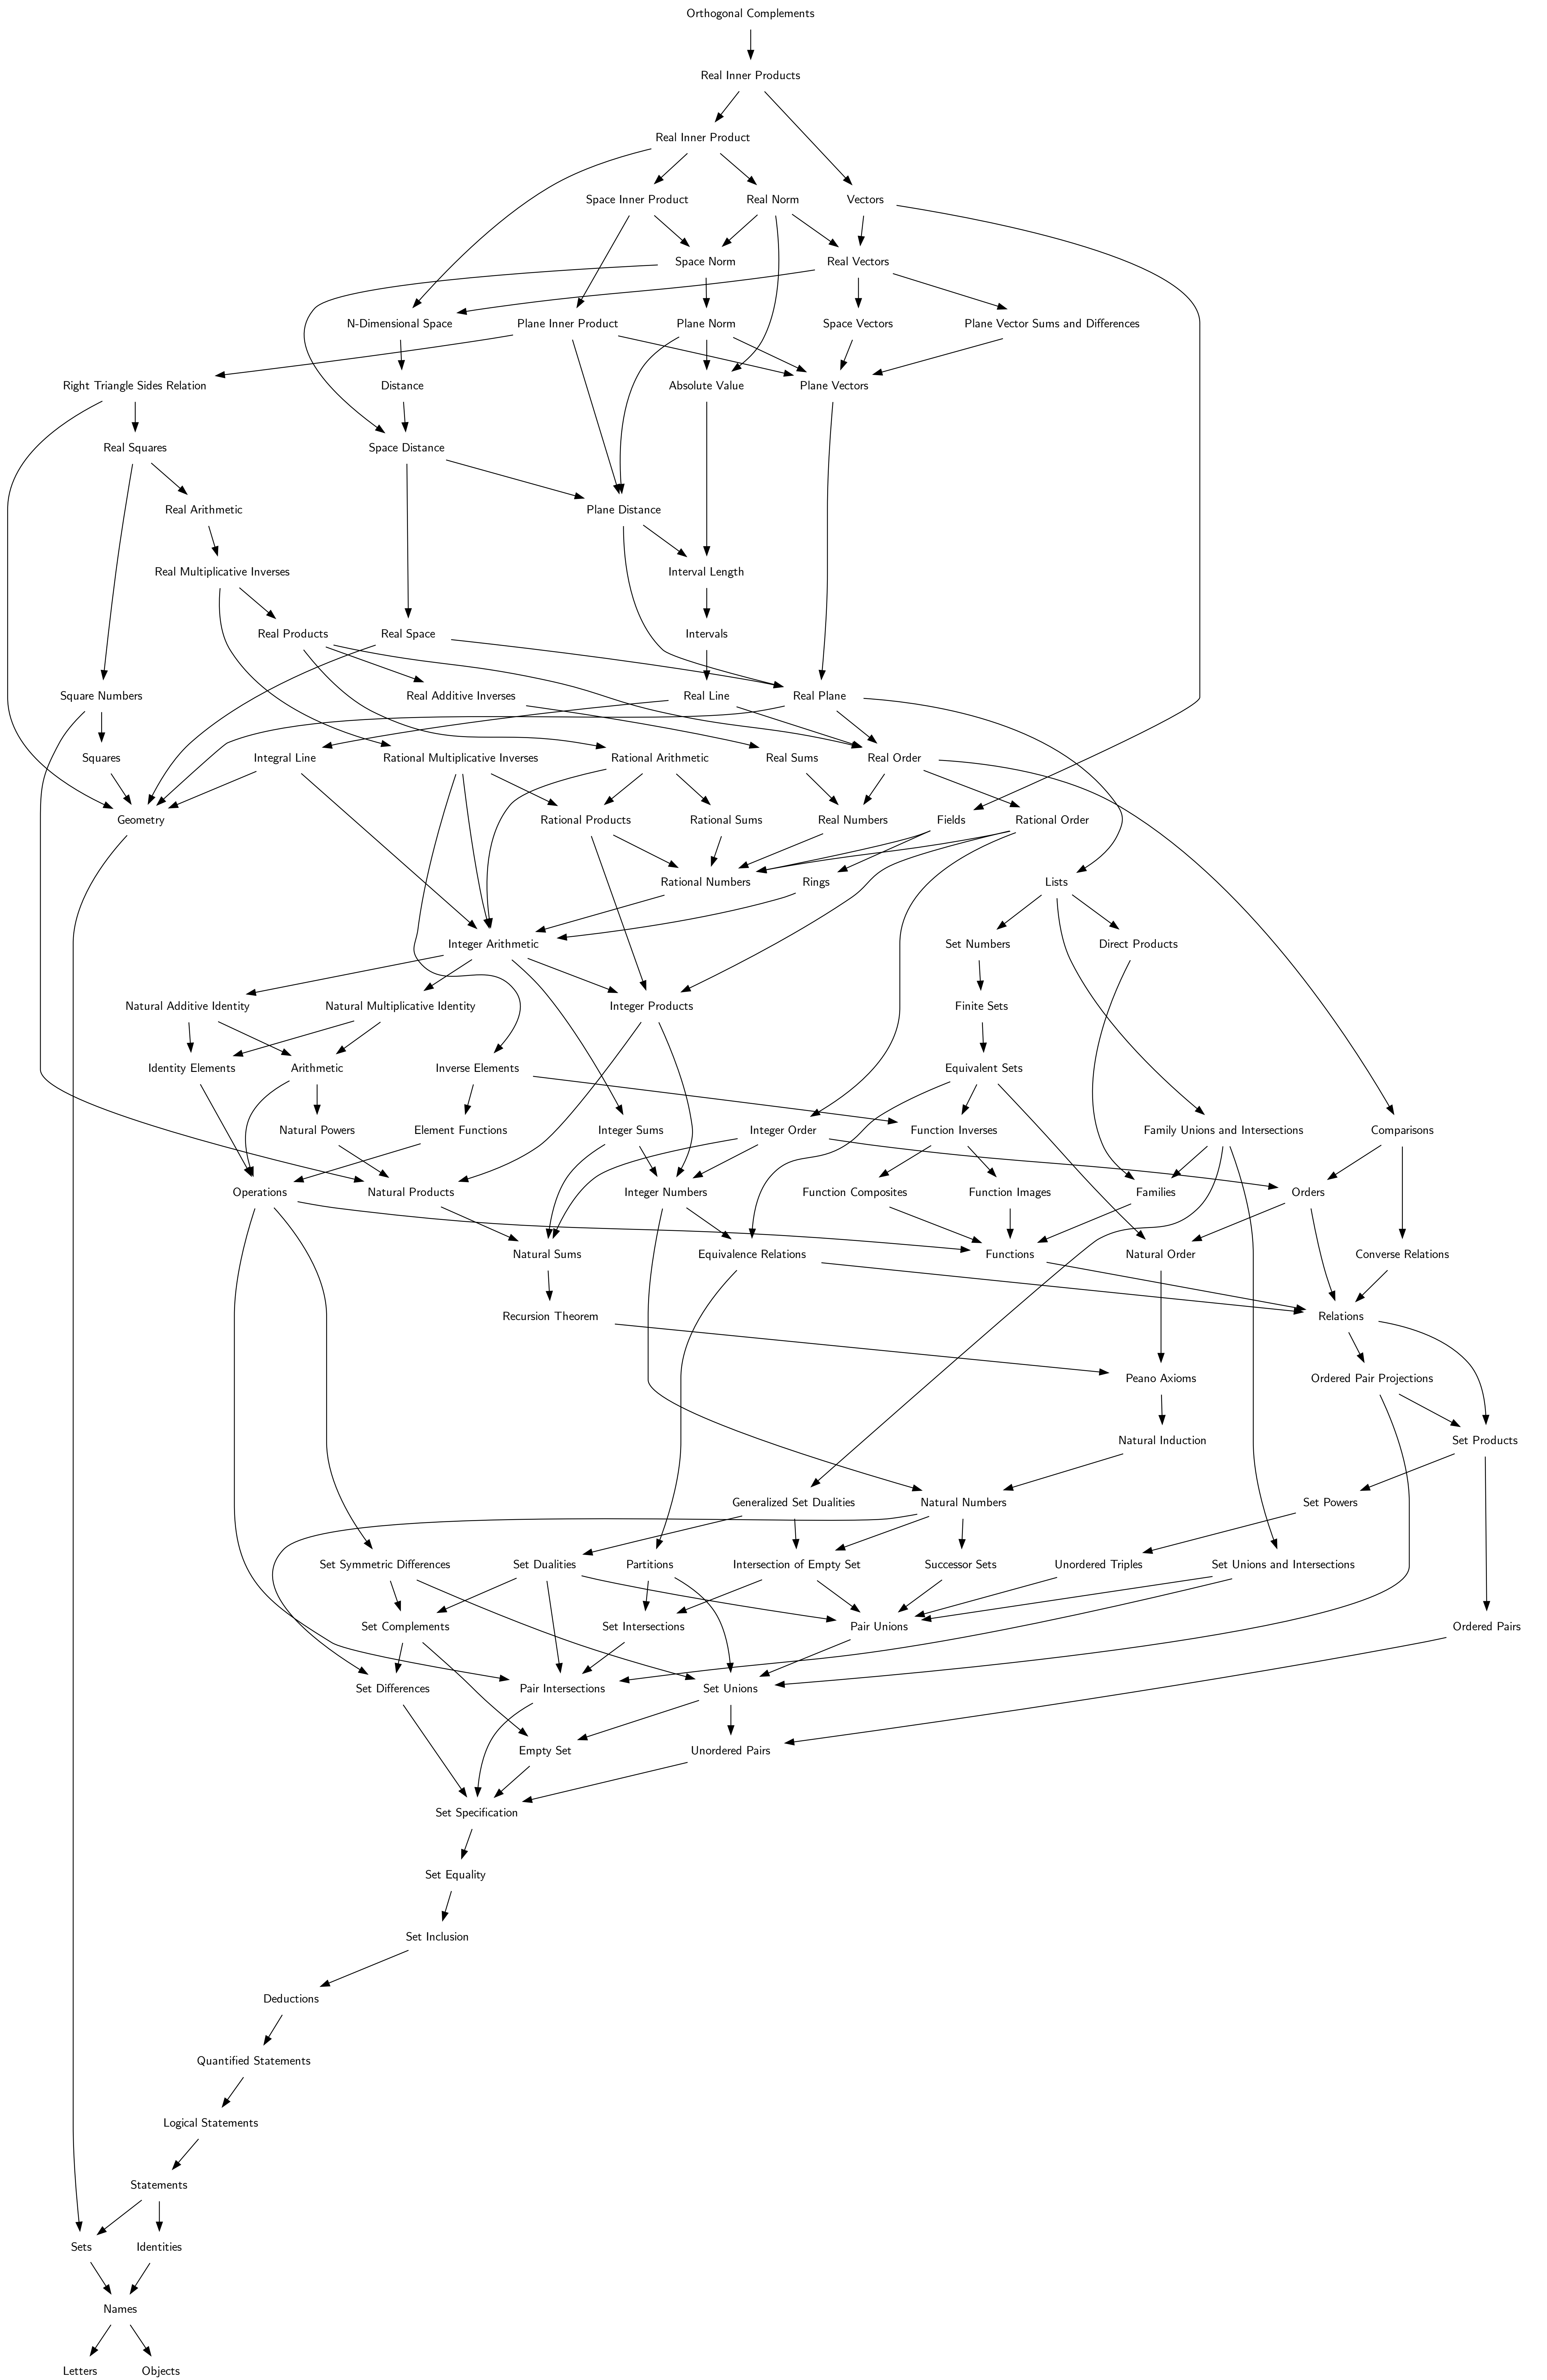 Orthogonal Complements
Real Inner Products
Real Inner Product
Space Inner Product
Real Norm
Vectors
Space Norm
Real Vectors
N-Dimensional Space
Plane Inner Product
Plane Norm
Space Vectors
Plane Vector Sums and Differences
Right Triangle Sides Relation
Distance
Absolute Value
Plane Vectors
Real Squares
Space Distance
Real Arithmetic
Plane Distance
Real Multiplicative Inverses
Interval Length
Real Products
Real Space
Intervals
Square Numbers
Real Additive Inverses
Real Line
Real Plane
Squares
Integral Line
Rational Multiplicative Inverses
Rational Arithmetic
Real Sums
Real Order
Geometry
Rational Products
Rational Sums
Real Numbers
Fields
Rational Order
Rational Numbers
Rings
Lists
Integer Arithmetic
Set Numbers
Direct Products
Natural Additive Identity
Natural Multiplicative Identity
Integer Products
Finite Sets
Identity Elements
Arithmetic
Inverse Elements
Equivalent Sets
Natural Powers
Element Functions
Integer Sums
Integer Order
Function Inverses
Family Unions and Intersections
Comparisons
Operations
Natural Products
Integer Numbers
Function Composites
Function Images
Families
Orders
Natural Sums
Equivalence Relations
Functions
Natural Order
Converse Relations
Recursion Theorem
Relations
Peano Axioms
Ordered Pair Projections
Natural Induction
Set Products
Generalized Set Dualities
Natural Numbers
Set Powers
Set Symmetric Differences
Set Dualities
Partitions
Intersection of Empty Set
Successor Sets
Unordered Triples
Set Unions and Intersections
Set Complements
Set Intersections
Pair Unions
Ordered Pairs
Set Differences
Pair Intersections
Set Unions
Empty Set
Unordered Pairs
Set Specification
Set Equality
Set Inclusion
Deductions
Quantified Statements
Logical Statements
Statements
Sets
Identities
Names
Letters
Objects